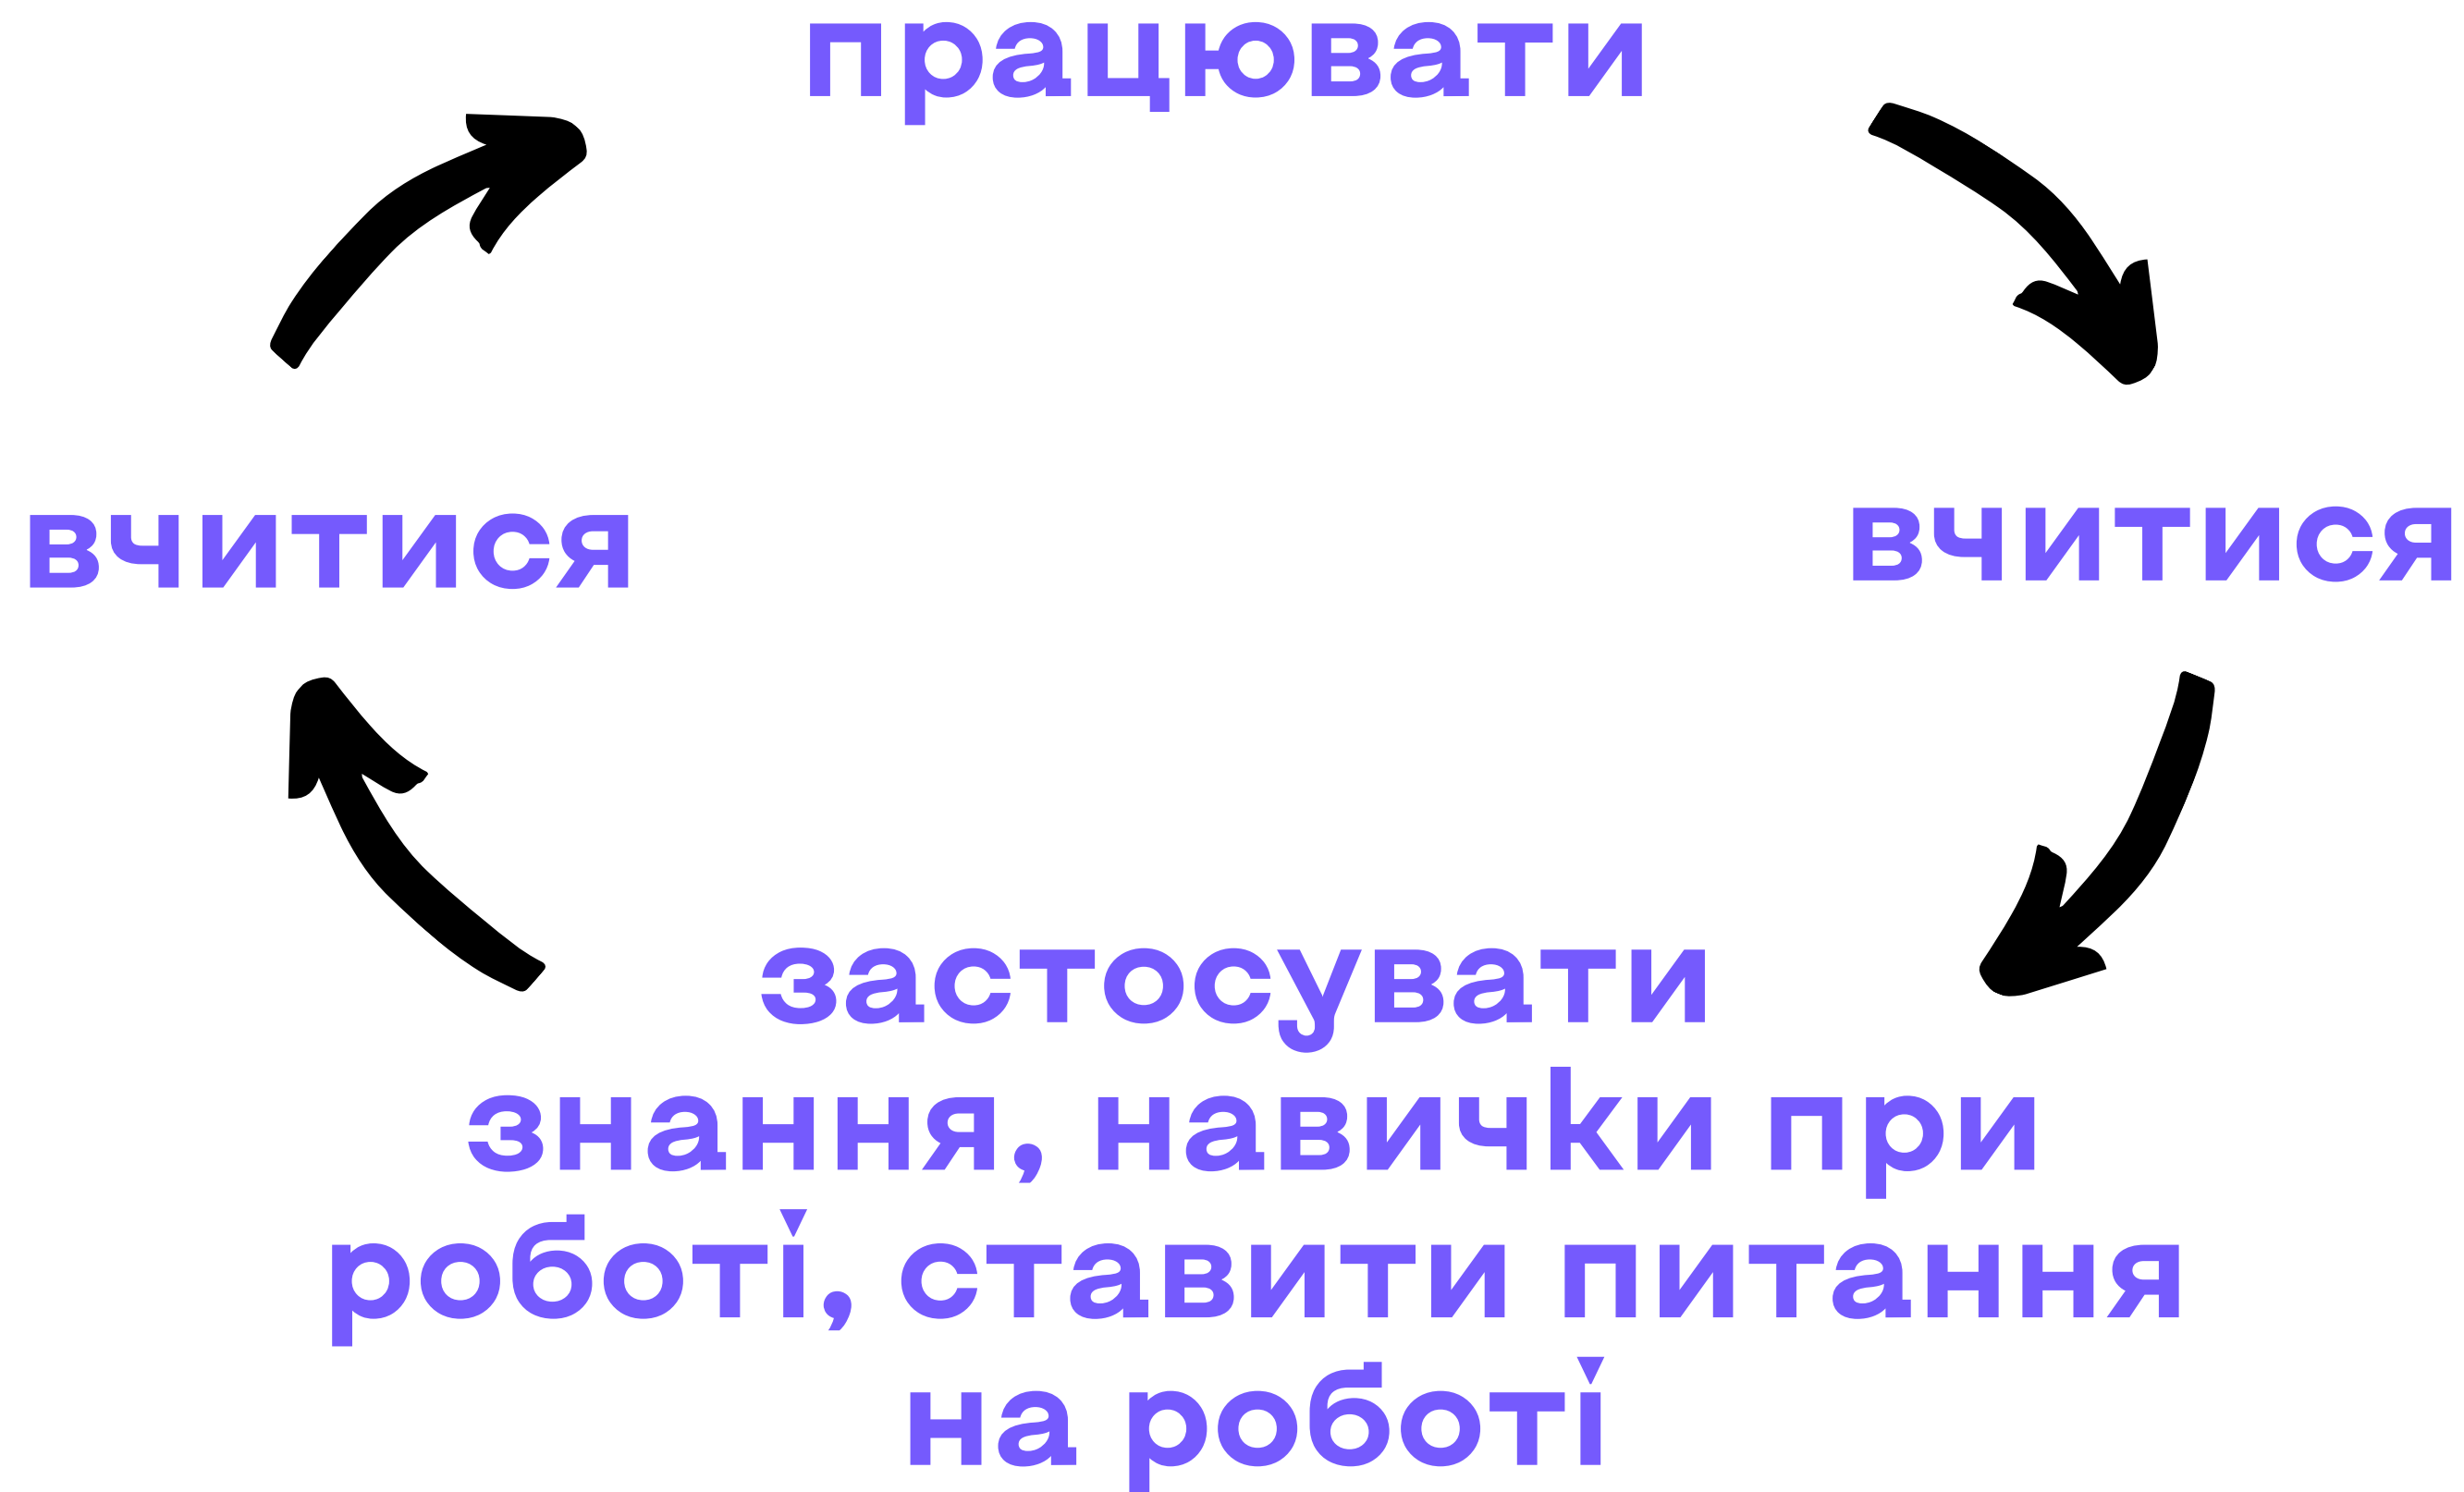 працювати
вчитися
вчитися
застосувати
знання, навички при
роботі, ставити питання
на роботі